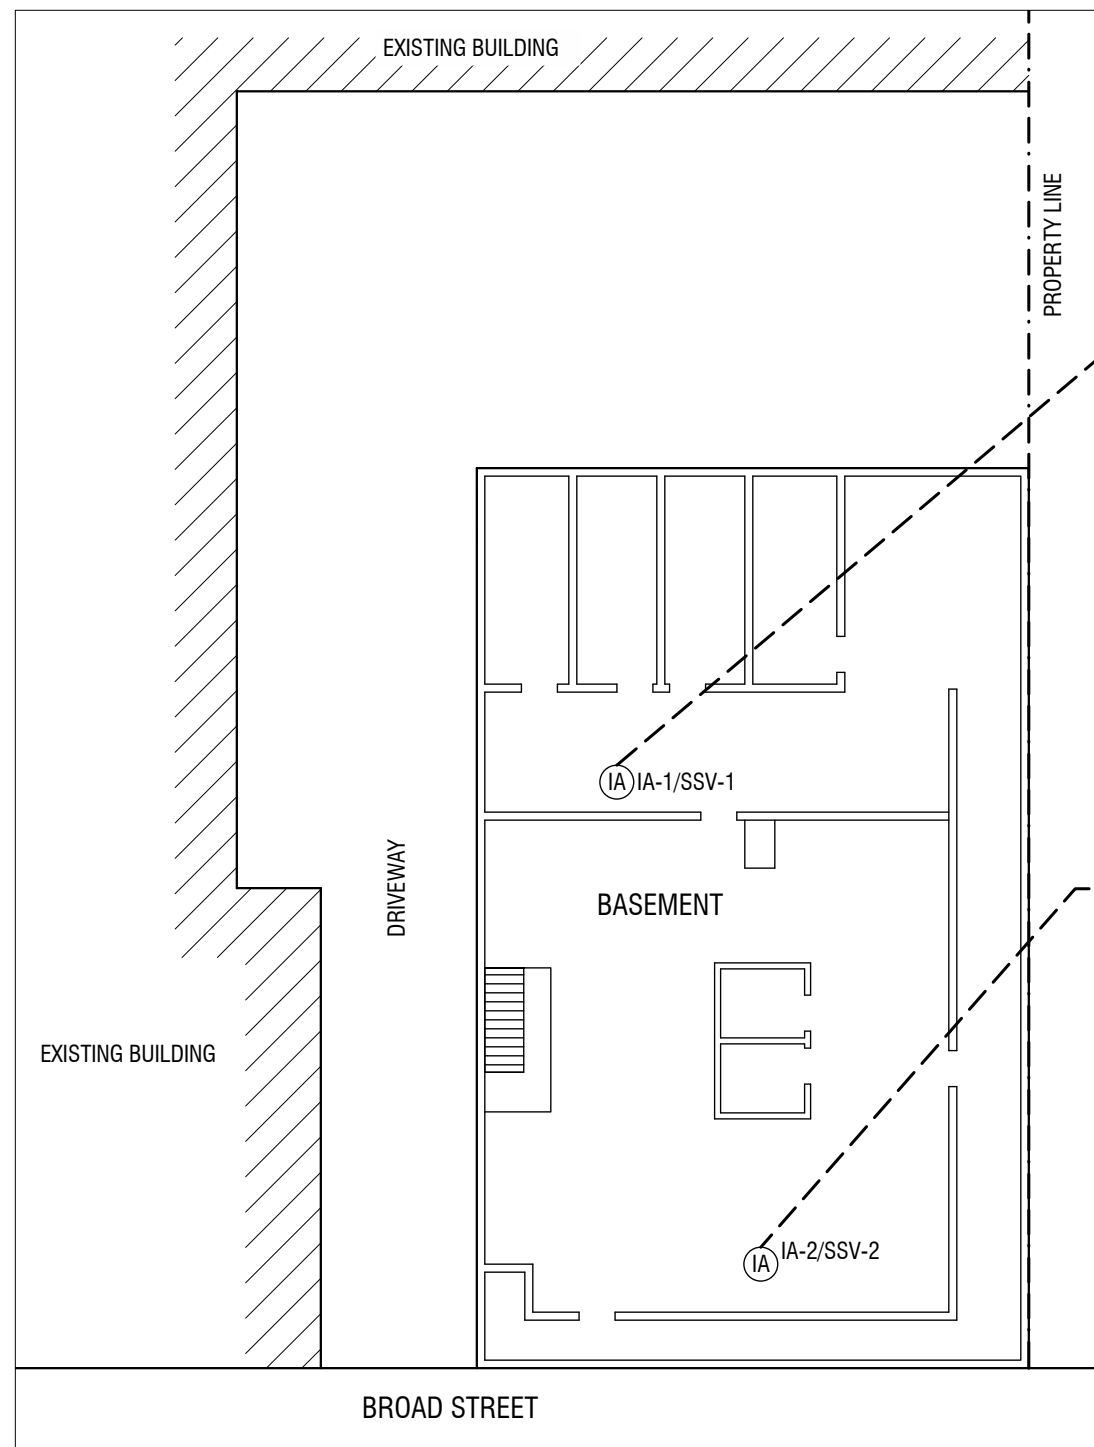 EXISTING BUILDING
PROPERTY LINE
IA IA-1/SSV-1
DRIVEWAY
BASEMENT
EXISTING BUILDING
IA IA-2/SSV-2
BROAD STREET